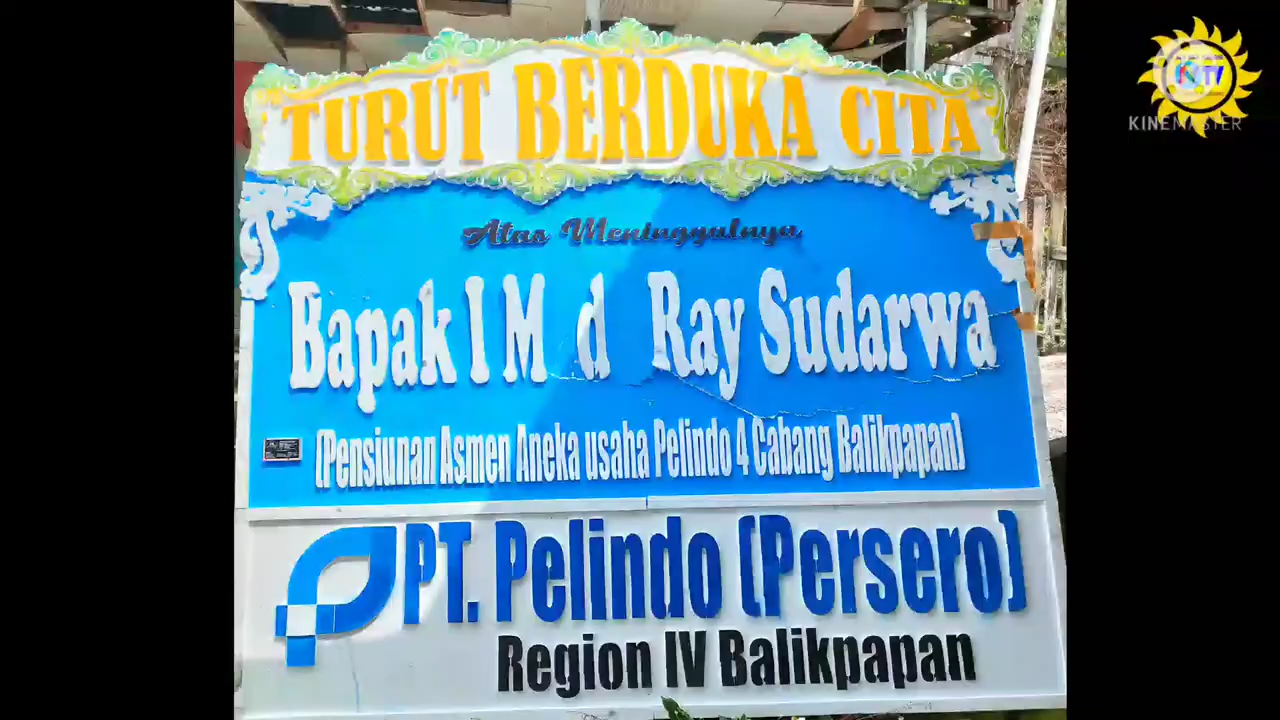 TURUT BERDUKA CITA
Atas Meninggalnya
Bapak I M d Ray Sudarwa
(Pensiunan Asmen Aneka usaha Pelindo 4 Cabang Balikpapan)
PT. Pelindo (Persero)
Region IV Balikpapan
KINEMASTER